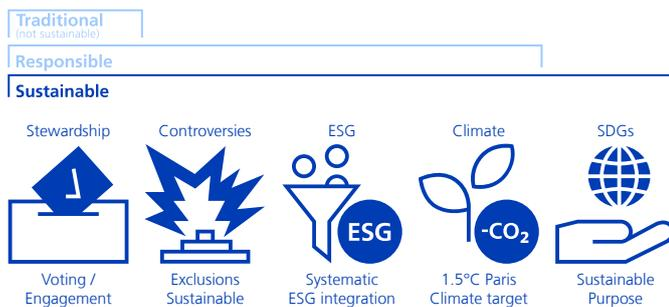 Traditional
(not sustainable)
Responsible
Sustainable
Stewardship
Controversies
ESG
Climate
SDGs
ESG
-CO₂
Voting /
Engagement
Exclusions
Sustainable
Systematic
ESG integration
1.5°C Paris
Climate target
Sustainable
Purpose